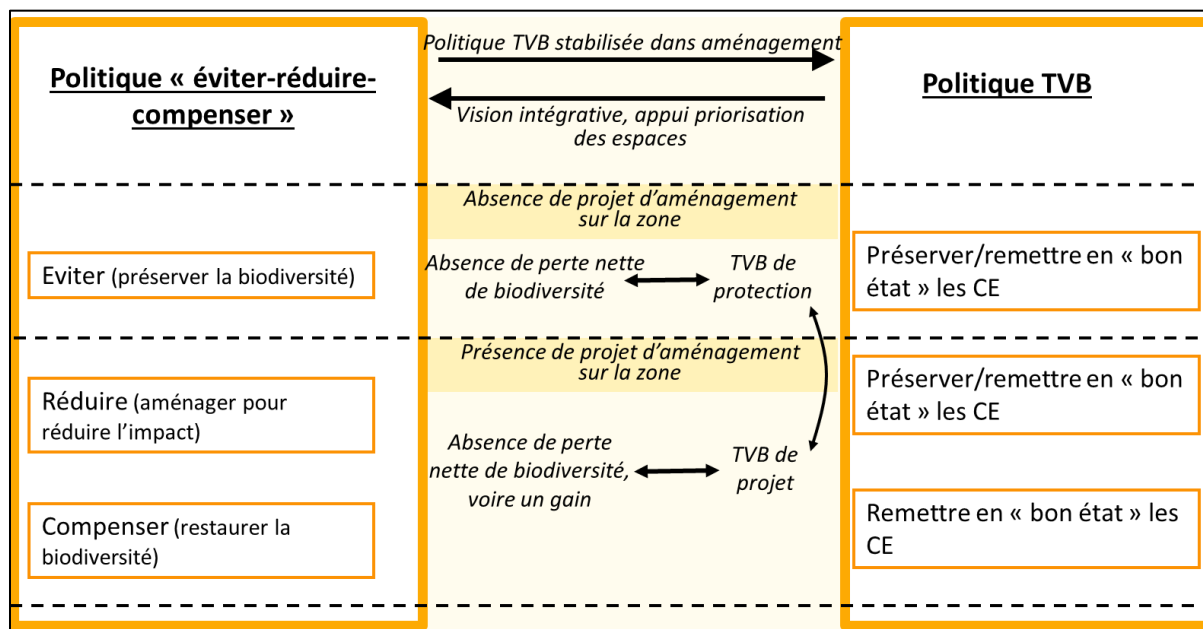 Politique « éviter-réduire-
compenser »
Politique TVB stabilisée dans aménagement
Vision intégrative, appui priorisation
des espaces
Politique TVB
Absence de projet d'aménagement
sur la zone
Eviter (préserver la biodiversité)
Absence de perte nette
de biodiversité
TVB de
protection
Préserver/remettre en « bon
état » les CE
Présence de projet d'aménagement
sur la zone
Réduire (aménager pour
réduire l'impact)
Préserver/remettre en « bon
état » les CE
Absence de perte
nette de biodiversité,
voire un gain
TVB de
projet
Compenser (restaurer la
biodiversité)
Remettre en « bon état » les
CE